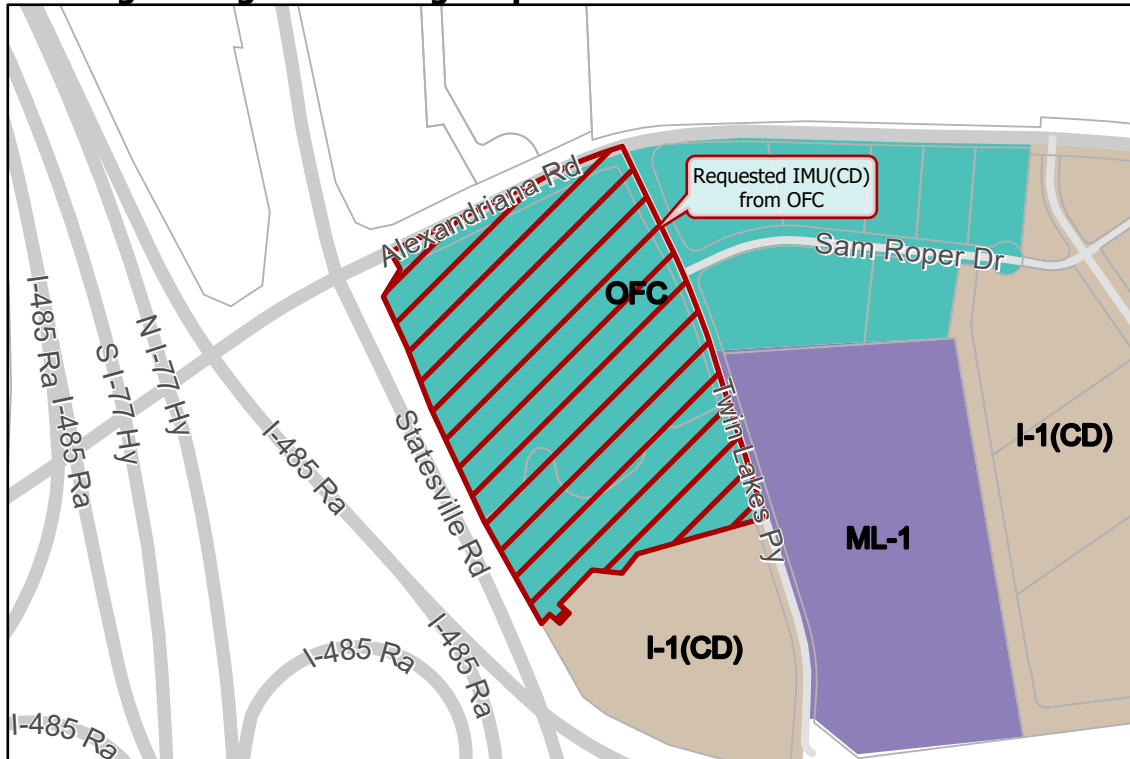 Alexandriana Rd
Requested IMU(CD)
from OFC
Sam Roper Dr
OFC
I-485 Ra
I-485 Ra
S I-77 Hy
N I-77 Hy
I-485 Ra
Statesville Rd
Twin Lakes Py
I-1(CD)
ML-1
I-1(CD)
I-485 Ra
I-485 Ra
I-485 Ra